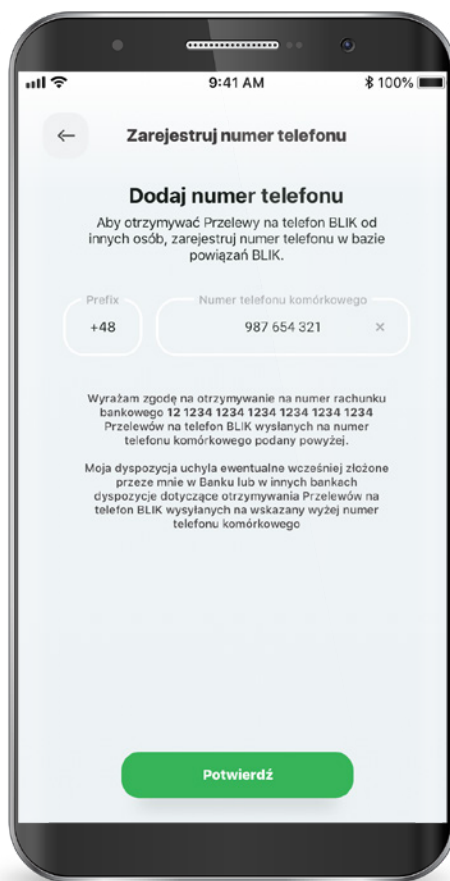 9:41 AM 100%
Zarejestruj numer telefonu
Dodaj numer telefonu
Aby otrzymywać Przelewy na telefon BLIK od
innych osób, zarejestruj numer telefonu w bazie
powiązań BLIK.
Prefix Numer telefonu komórkowego
+48 987 654 321 ×
Wyrażam zgodę na otrzymywanie na numer rachunku
bankowego 12 1234 1234 1234 1234 1234 1234
Przelewów na telefon BLIK wysłanych na numer
telefonu komórkowego podany powyżej.
Moja dyspozycja uchyla ewentualne wcześniej złożone
przeze mnie w Banku lub w innych bankach
dyspozycje dotyczące otrzymywania Przelewów na
telefon BLIK wysyłanych na wskazany wyżej numer
telefonu komórkowego
Potwierdź